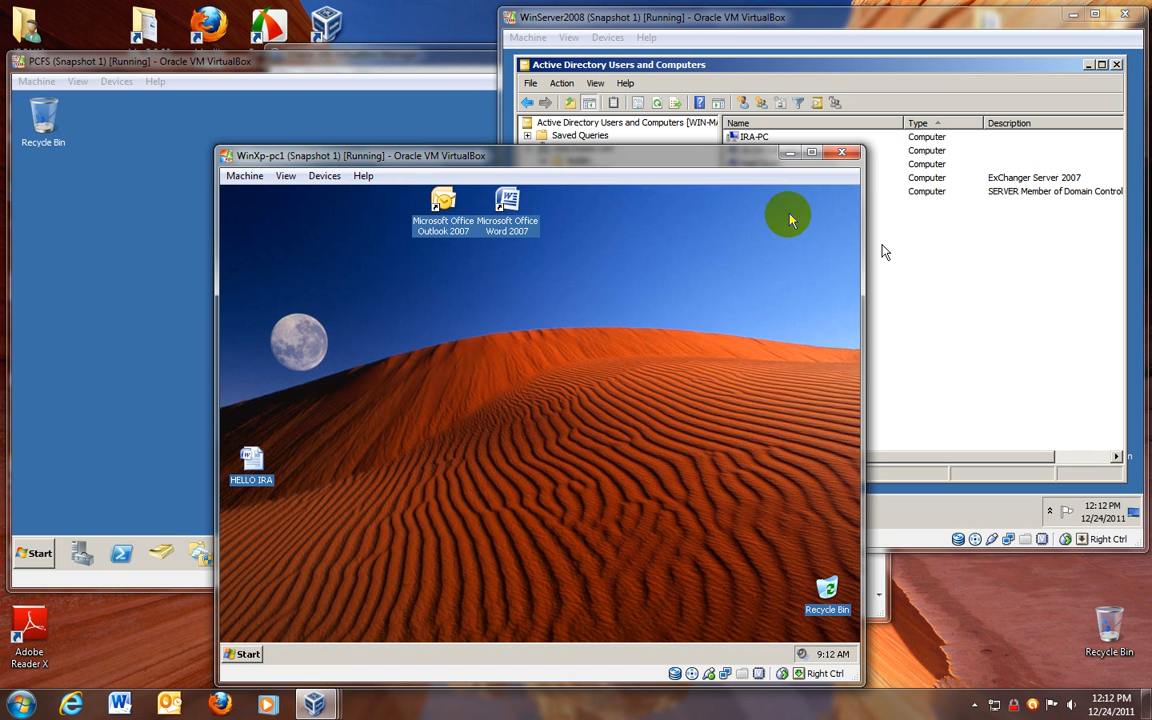 WinServer2008 (Snapshot 1) [Running] - Oracle VM VirtualBox
Machine View Devices Help
PCFS (Snapshot 1) [Running] - Oracle VM VirtualBox
Machine View Devices Help
Recycle Bin
Active Directory Users and Computers
File Action View Help
Active Directory Users and Computers [WIN-M
Saved Queries
Name Type Description
IRA-PC Computer
Computer
Computer
Computer ExChanger Server 2007
Computer SERVER Member of Domain Control
WinXp-pc1 (Snapshot 1) [Running] - Oracle VM VirtualBox
Machine View Devices Help
Microsoft Office
Outlook 2007
Microsoft Office
Word 2007
HELLO IRA
Recycle Bin
Start
9:12 AM
Right Ctrl
Start
12:12 PM
12/24/2011
Right Ctrl
Adobe
Reader X
Recycle Bin
12:12 PM
12/24/2011